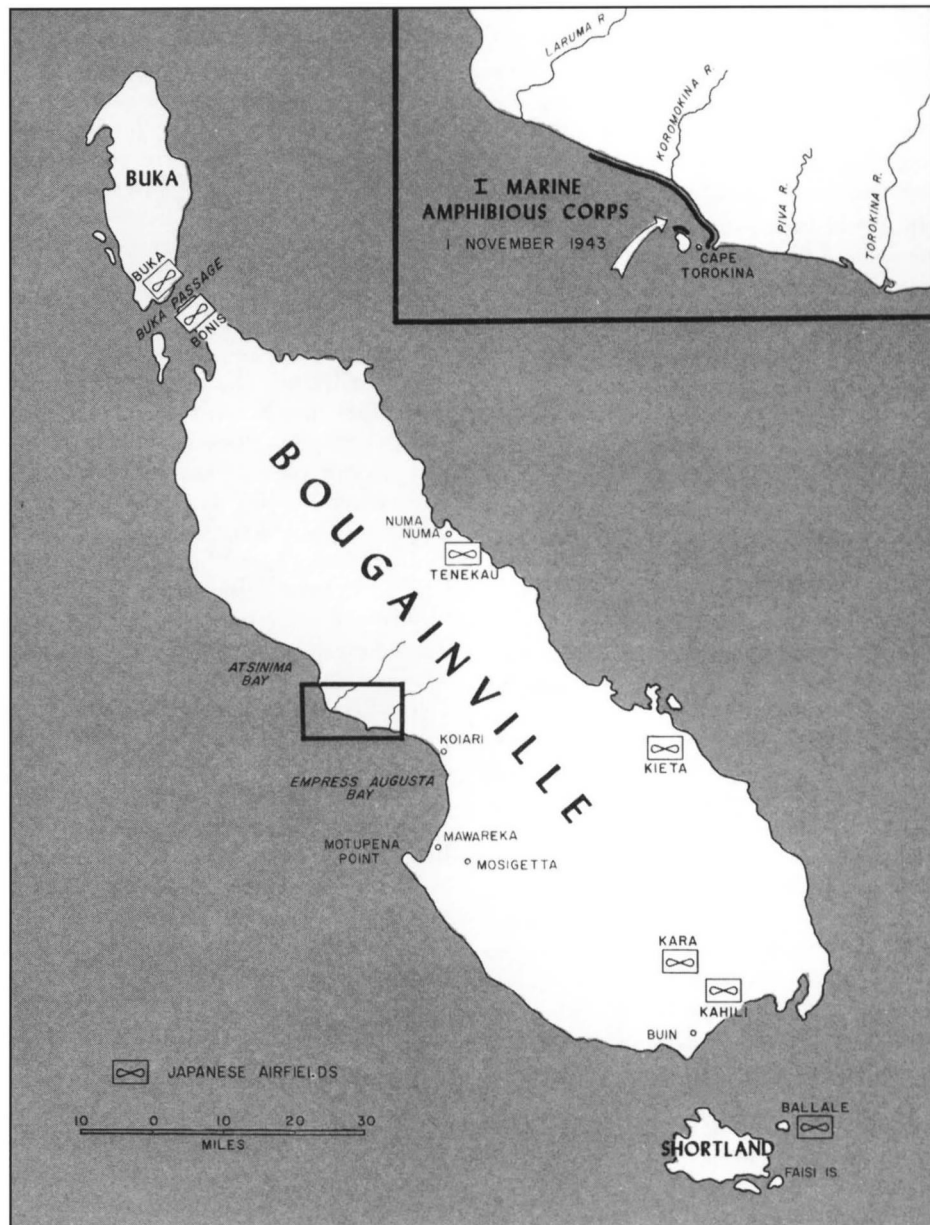 LARUMA R
KOROMOKINA R.
PIVA R.
TOROKINA R.
I MARINE
AMPHIBIOUS CORPS
1 NOVEMBER 1943
CAPE
TOROKINA
BUKA
BUKA
BUKA PASSAGE
BONIS
BOUGAINVILLE
NUMA
NUMA
TENEKAU
ATSINIMA
BAY
KOIARI
KIETA
EMPRESS AUGUSTA
BAY
MOTUPENA
POINT
MAWAREKA
MOSIGETTA
KARA
KAHILI
BUIN
JAPANESE AIRFIELDS
10 0 10 20 30
MILES
BALLALE
SHORTLAND
FAISI IS.